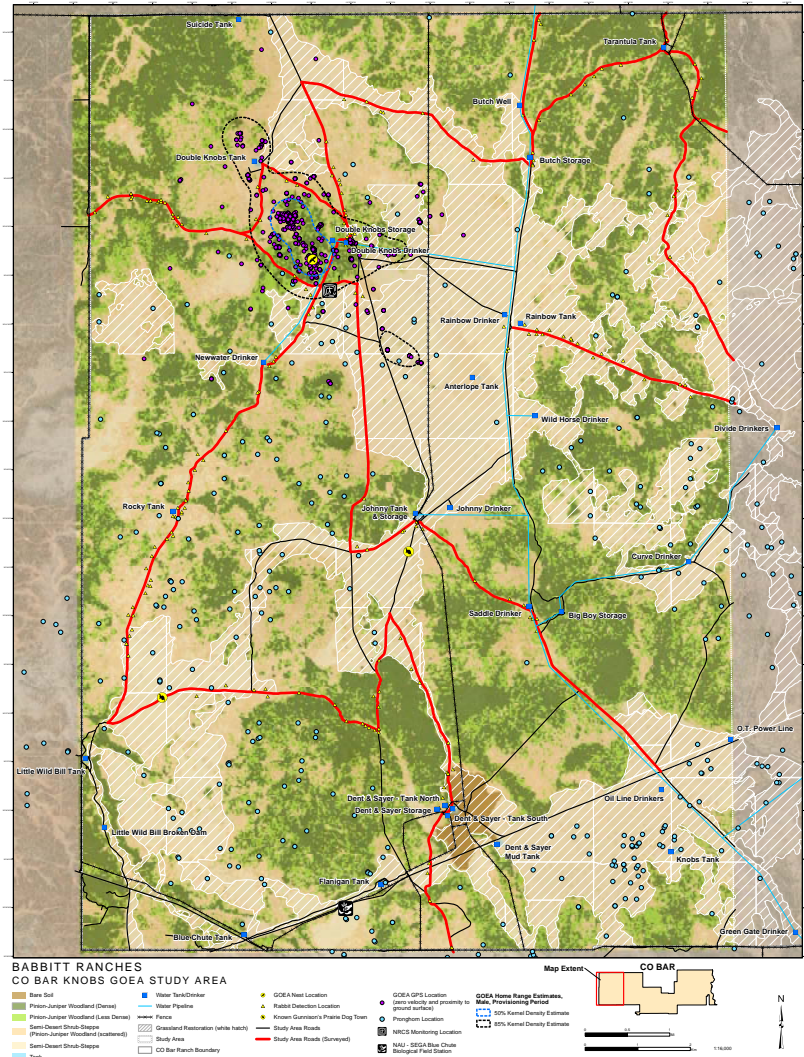 Suicide Tank
Tarantula Tank
Butch Well
Double Knobs Tank
Butch Storage
Double Knobs Storage
Double Knobs Drinker
Rainbow Drinker
Rainbow Tank
Newwater Drinker
Anterlope Tank
Wild Horse Drinker
Divide Drinkers
Rocky Tank
Johnny Tank
& Storage
Johnny Drinker
Curve Drinker
Saddle Drinker
Big Boy Storage
O.T. Power Line
Little Wild Bill Tank
Oil Line Drinkers
Dent & Sayer - Tank North
Dent & Sayer Storage
Dent & Sayer - Tank South
Little Wild Bill Broken Dam
Dent & Sayer
Mud Tank
Knobs Tank
Flanigan Tank
Blue Chute Tank
Green Gate Drinker
BABBITT RANCHES
CO BAR KNOBS GOEA STUDY AREA
Bare Soil
Pinion-Juniper Woodland (Dense)
Pinion-Juniper Woodland (Less Dense)
Semi-Desert Shrub-Steppe
(Pinion-Juniper Woodland (scattered))
Semi-Desert Shrub-Steppe
Tank
Water Tank/Drinker
Water Pipeline
Fence
Grassland Restoration (white hatch)
Study Area
CO Bar Ranch Boundary
GOEA Nest Location
Rabbit Detection Location
Known Gunnison's Prairie Dog Town
Study Area Roads
Study Area Roads (Surveyed)
GOEA GPS Location
(zero velocity and proximity to
ground surface)
Pronghorn Location
NRCS Monitoring Location
NAU - SEGA Blue Chute
Biological Field Station
GOEA Home Range Estimates,
Male, Provisioning Period
50% Kernel Density Estimate
85% Kernel Density Estimate
Map Extent
CO BAR
N
1:16,000